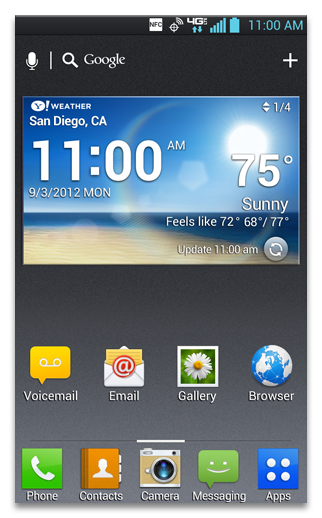 NFC 4G 11:00 AM
Google +
Y! WEATHER 1/4
San Diego, CA
11:00 AM
75°
9/3/2012 MON
Sunny
Feels like 72° 68°/ 77°
Update 11:00 am
Voicemail Email Gallery Browser
Phone Contacts Camera Messaging Apps